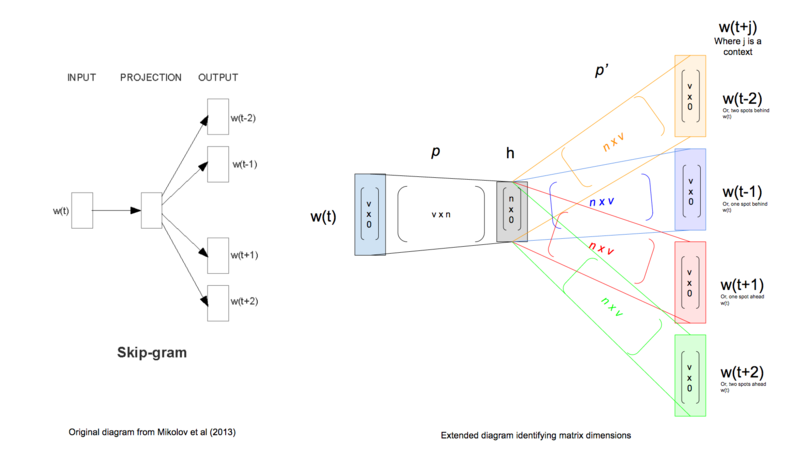 INPUT
PROJECTION
OUTPUT
w(t-2)
w(t-1)
w(t)
w(t+1)
w(t+2)
Skip-gram
Original diagram from Mikolov et al (2013)
w(t+j)
Where j is a
context
p'
v
x
0
n x v
w(t-2)
Or, two spots behind
w(t)
p
h
w(t)
v
x
0
v x n
n
x
0
n x v
v
x
0
w(t-1)
Or, one spot behind
w(t)
n x v
v
x
0
w(t+1)
Or, one spot ahead
w(t)
n x v
v
x
0
w(t+2)
Or, two spots ahead
w(t)
Extended diagram identifying matrix dimensions